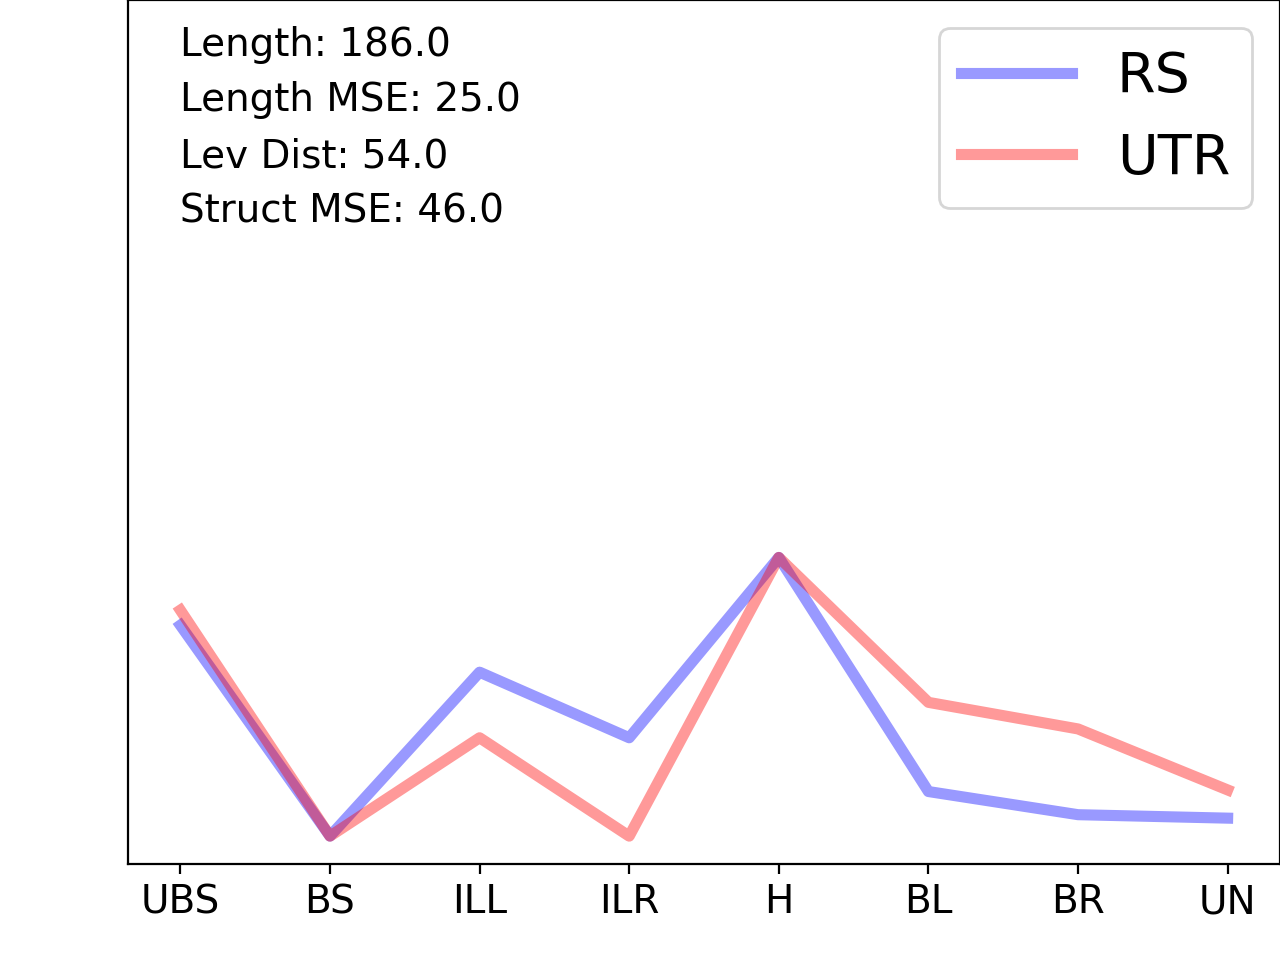 Length: 186.0
Length MSE: 25.0
Lev Dist: 54.0
Struct MSE: 46.0
RS
UTR
UBS BS ILL ILR H BL BR UN